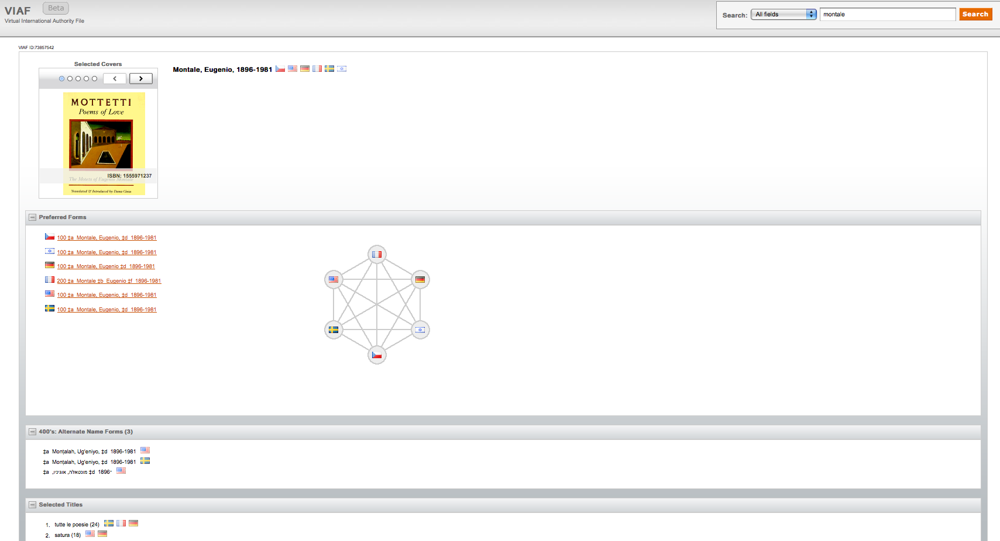 VIAF Beta
Virtual International Authority File
Search: All fields montale Search
VIAF ID:73857542
Selected Covers
MOTTETTI
Poems of Love
ISBN: 1555971237
The Motets of Eugenio Montale
Translated & Introduced by Dana Gioia
Montale, Eugenio, 1896-1981
Preferred Forms
100 ‡a Montale, Eugenio, ‡d 1896-1981
100 ‡a Montale, Eugenio, ‡d 1896-1981
100 ‡a Montale, Eugenio ‡d 1896-1981
200 ‡a Montale ‡b Eugenio ‡f 1896-1981
100 ‡a Montale, Eugenio, ‡d 1896-1981
100 ‡a Montale, Eugenio, ‡d 1896-1981
400's: Alternate Name Forms (3)
‡a Monṭalah, Ug'eniyo, ‡d 1896-1981
‡a Monṭalah, Ug'eniyo, ‡d 1896-1981
‡a מונטאלה, אוגיניו, ‡d 1896-
Selected Titles
1. tutte le poesie (24)
2. satura (18)